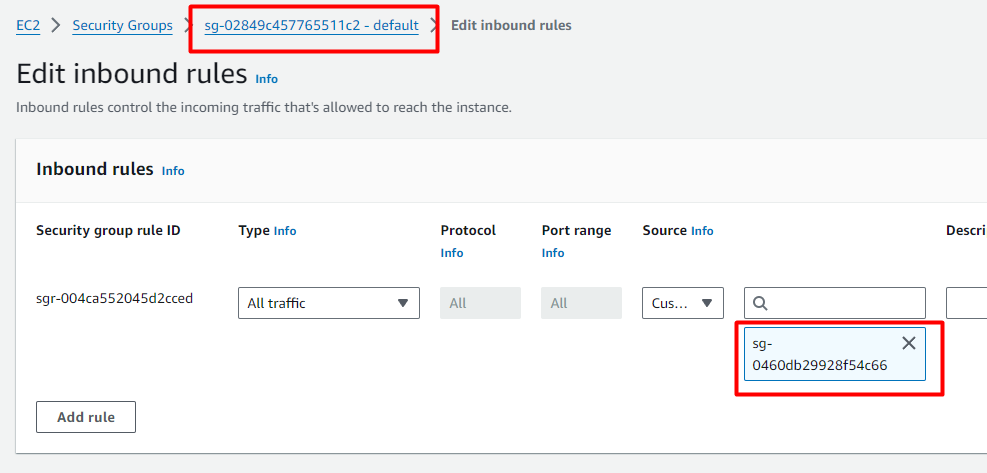 EC2 > Security Groups > sg-02849c457765511c2 - default > Edit inbound rules
Edit inbound rules Info
Inbound rules control the incoming traffic that's allowed to reach the instance.
Inbound rules Info
Security group rule ID Type Info Protocol Info Port range Info Source Info Descri
sgr-004ca552045d2cced All traffic All All Cus...
sg-
0460db29928f54c66
Add rule